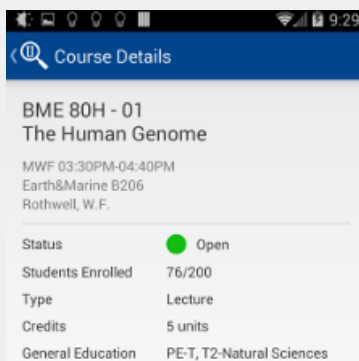 9:29
Course Details
BME 80H - 01
The Human Genome
MWF 03:30PM-04:40PM
Earth&Marine B206
Rothwell, W.F.
Status Open
Students Enrolled 76/200
Type Lecture
Credits 5 units
General Education PE-T, T2-Natural Sciences